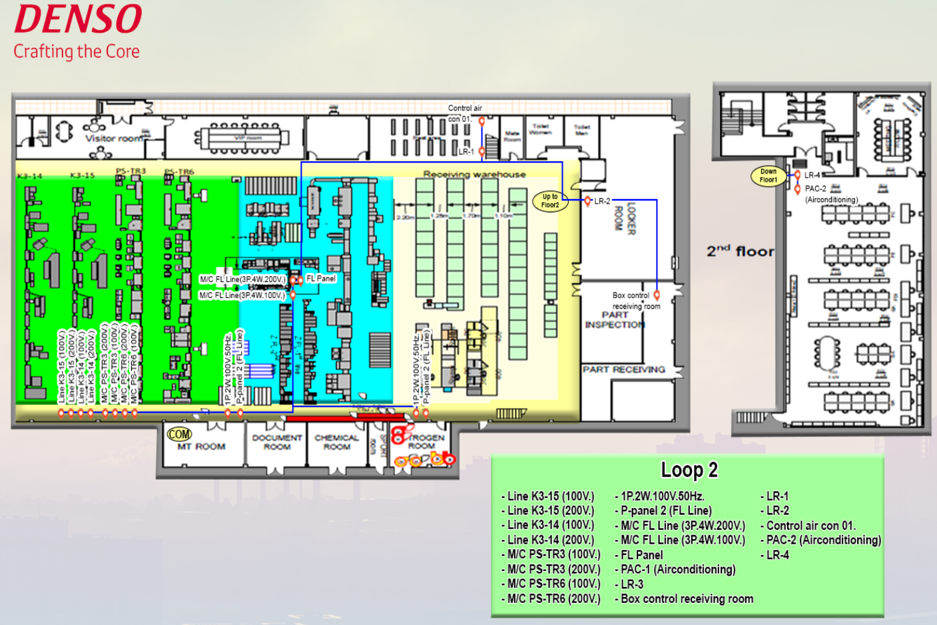 DENSO
Crafting the Core
Visitor room
VIP room
Control air
con 01.
LR-1
Male
Room
Toilet
Women
Toilet
Men
K3-14
K3-15
PS-TR3
PS-TR6
Receiving warehouse
2.20m
1.25m
1.70m
1.10m
Up to
Floor2
LR-2
LOCKER
ROOM
Down
Floor1
LR-4
PAC-2
(Airconditioning)
2nd floor
M/C FL Line(3P.4W.200V.)
FL Panel
M/C FL Line(3P.4W.100V.)
Box control
receiving room
PART
INSPECTION
PART RECEIVING
Line K3-15 (100V.)
Line K3-15 (200V.)
Line K3-14 (100V.)
Line K3-14 (200V.)
M/C PS-TR3 (200V.)
M/C PS-TR3 (100V.)
M/C PS-TR6 (200V.)
M/C PS-TR6 (100V.)
1P.2W.100V.50Hz.
P-panel 2 (FL Line)
1P.2W.100V.50Hz.
P-panel 2 (FL Line)
COM
MT ROOM
DOCUMENT
ROOM
CHEMICAL
ROOM
SPORT
room
TROGEN
ROOM
Loop 2
- Line K3-15 (100V.)
- Line K3-15 (200V.)
- Line K3-14 (100V.)
- Line K3-14 (200V.)
- M/C PS-TR3 (100V.)
- M/C PS-TR3 (200V.)
- M/C PS-TR6 (100V.)
- M/C PS-TR6 (200V.)
- 1P.2W.100V.50Hz.
- P-panel 2 (FL Line)
- M/C FL Line (3P.4W.200V.)
- M/C FL Line (3P.4W.100V.)
- FL Panel
- PAC-1 (Airconditioning)
- LR-3
- Box control receiving room
- LR-1
- LR-2
- Control air con 01.
- PAC-2 (Airconditioning)
- LR-4